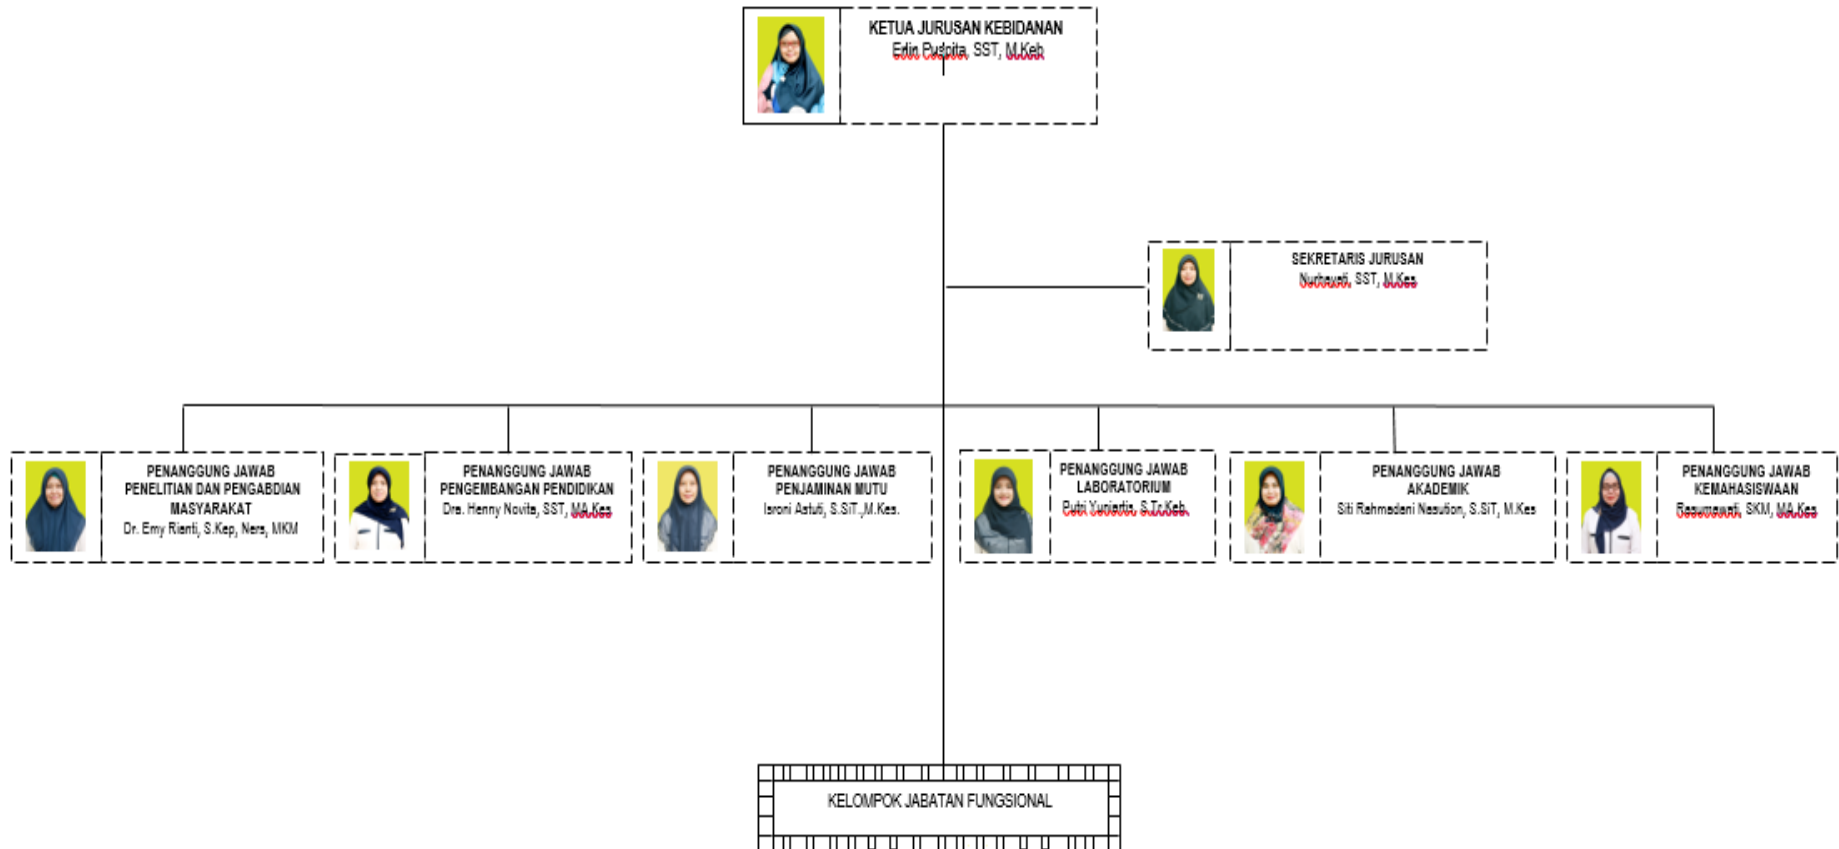 KETUA JURUSAN KEBIDANAN
Erlin Puspita, SST, M.Keb
SEKRETARIS JURUSAN
Nurhayati, SST, M.Kes
PENANGGUNG JAWAB
PENELITIAN DAN PENGABDIAN
MASYARAKAT
Dr. Emy Rianti, S.Kep, Ners, MKM
PENANGGUNG JAWAB
PENGEMBANGAN PENDIDIKAN
Dra. Henny Novita, SST, MA.Kes
PENANGGUNG JAWAB
PENJAMINAN MUTU
Isroni Astuti, S.SiT.,M.Kes.
PENANGGUNG JAWAB
LABORATORIUM
Putri Yuniartis, S.Tr.Keb.
PENANGGUNG JAWAB
AKADEMIK
Siti Rahmadani Nasution, S.SiT, M.Kes
PENANGGUNG JAWAB
KEMAHASISWAAN
Rasumawati, SKM, MA.Kes
KELOMPOK JABATAN FUNGSIONAL